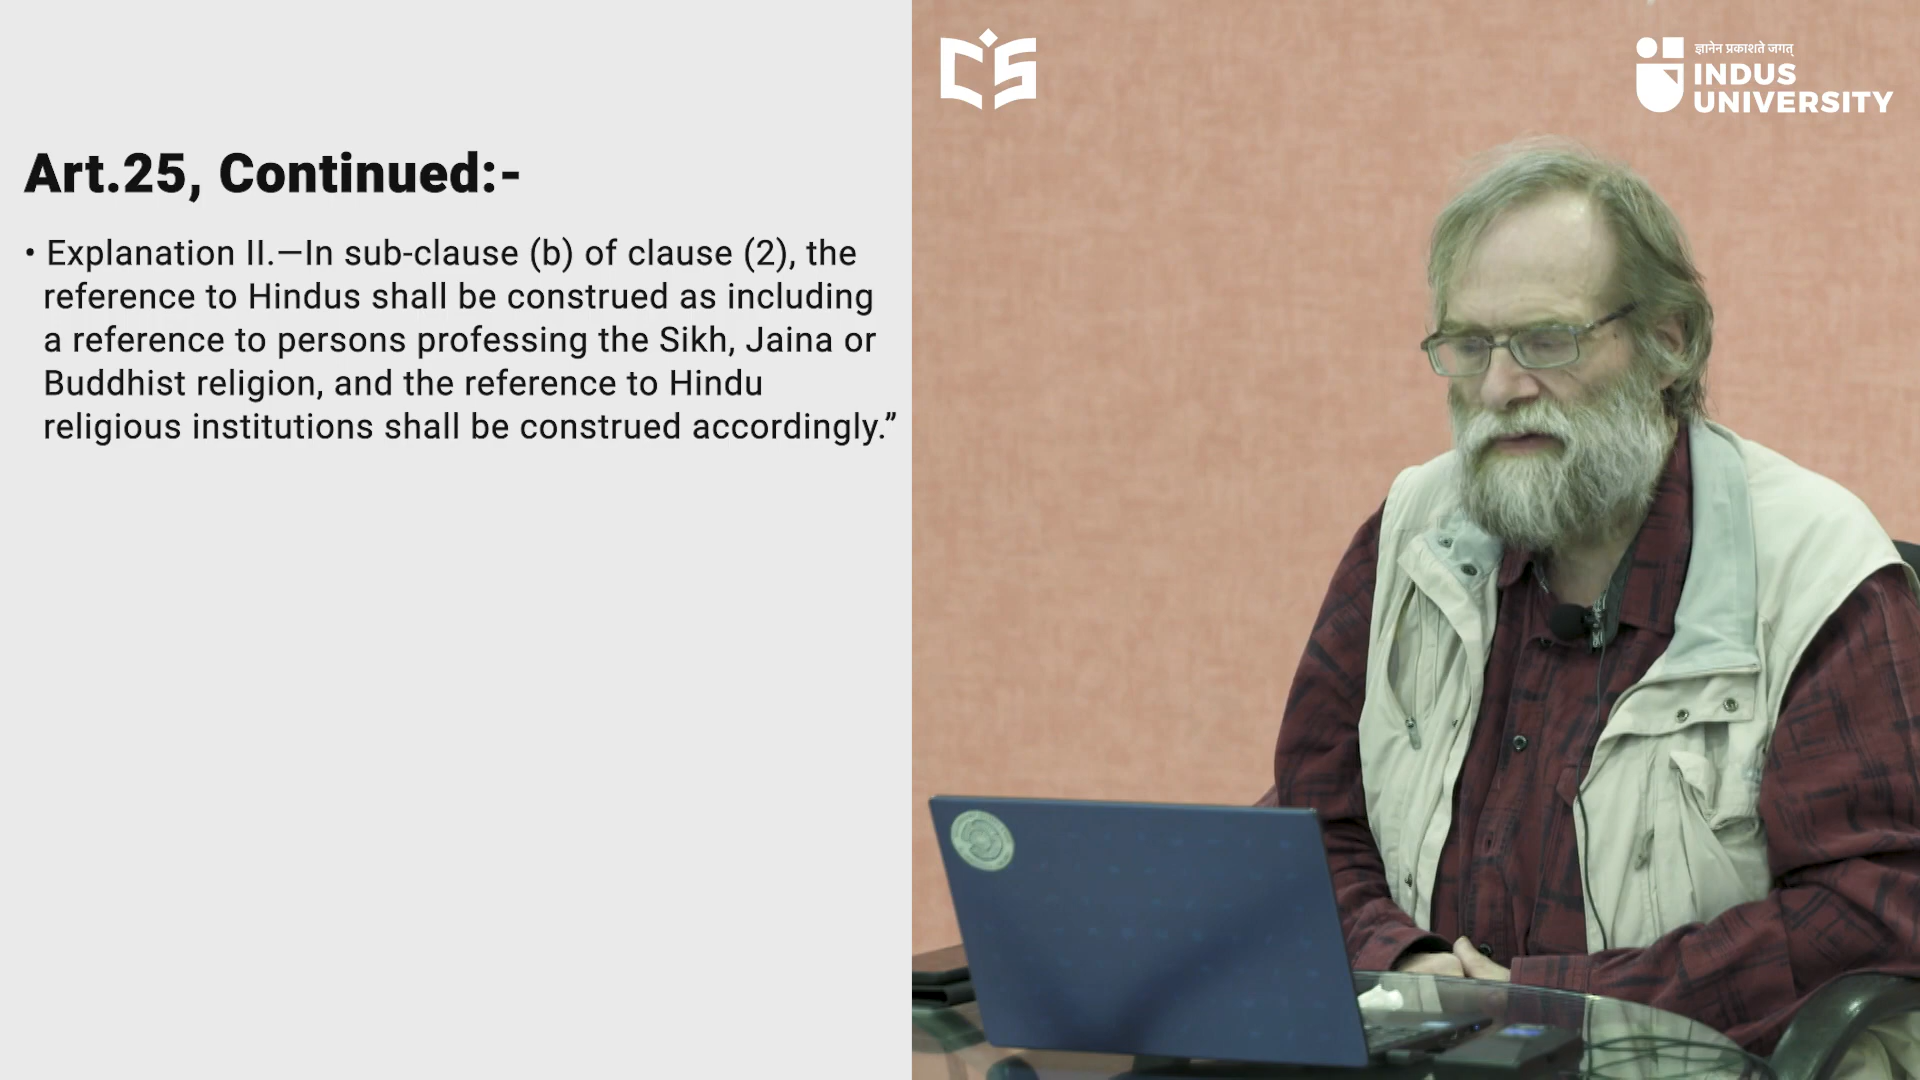 Art.25, Continued:-
• Explanation II.—In sub-clause (b) of clause (2), the
reference to Hindus shall be construed as including
a reference to persons professing the Sikh, Jaina or
Buddhist religion, and the reference to Hindu
religious institutions shall be construed accordingly.”
CIS
ज्ञानेन प्रकाशते जगत्
INDUS
UNIVERSITY